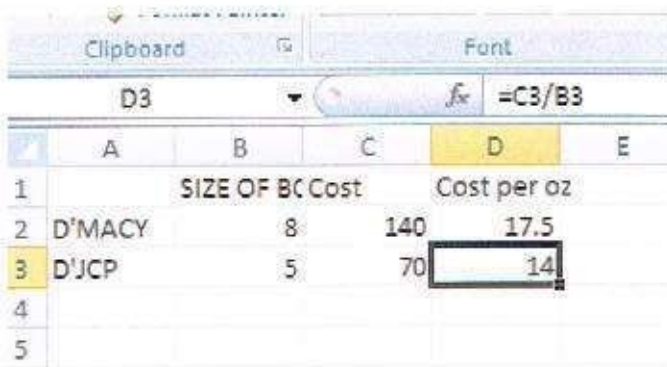 Clipboard Font
D3 fx =C3/B3
A B C D E
1 SIZE OF BO Cost Cost per oz
2 D'MACY 8 140 17.5
3 D'JCP 5 70 14
4
5